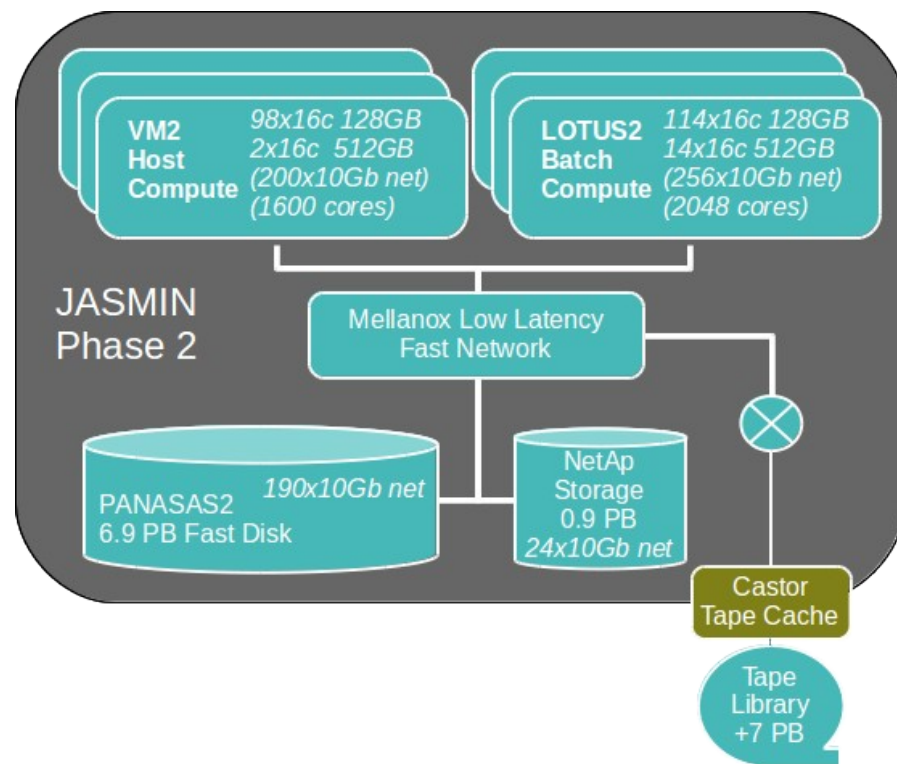 VM2
Host
Compute
98x16c 128GB
2x16c 512GB
(200x10Gb net)
(1600 cores)
LOTUS2
Batch
Compute
114x16c 128GB
14x16c 512GB
(256x10Gb net)
(2048 cores)
JASMIN
Phase 2
Mellanox Low Latency
Fast Network
PANASAS2
190x10Gb net
6.9 PB Fast Disk
NetAp
Storage
0.9 PB
24x10Gb net
Castor
Tape Cache
Tape
Library
+7 PB